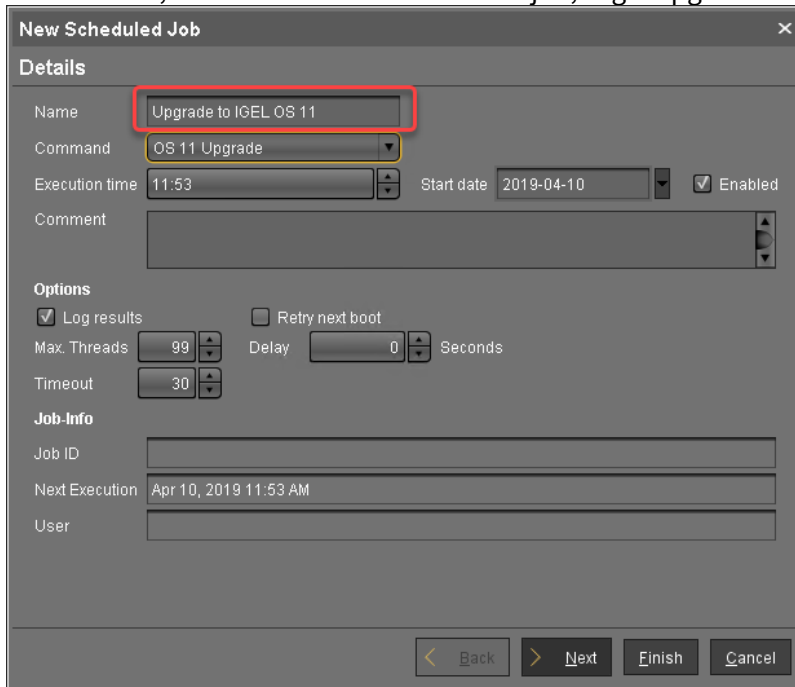 New Scheduled Job
Details
Name Upgrade to IGEL OS 11
Command OS 11 Upgrade
Execution time 11:53 Start date 2019-04-10 Enabled
Comment
Options
Log results Retry next boot
Max. Threads 99 Delay 0 Seconds
Timeout 30
Job-Info
Job ID
Next Execution Apr 10, 2019 11:53 AM
User
Back Next Finish Cancel